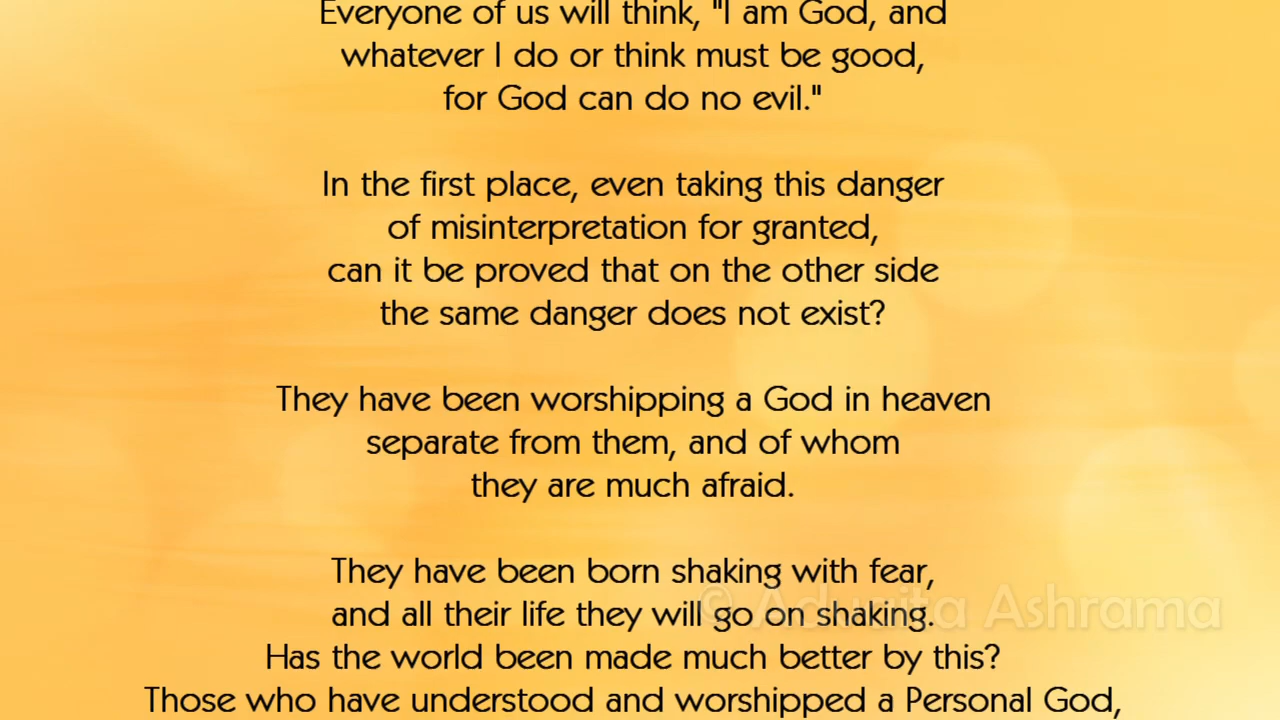 Everyone of us will think, "I am God, and
whatever I do or think must be good,
for God can do no evil."
In the first place, even taking this danger
of misinterpretation for granted,
can it be proved that on the other side
the same danger does not exist?
They have been worshipping a God in heaven
separate from them, and of whom
they are much afraid.
They have been born shaking with fear,
and all their life they will go on shaking.
© Aducita Ashrama
Has the world been made much better by this?
Those who have understood and worshipped a Personal God,